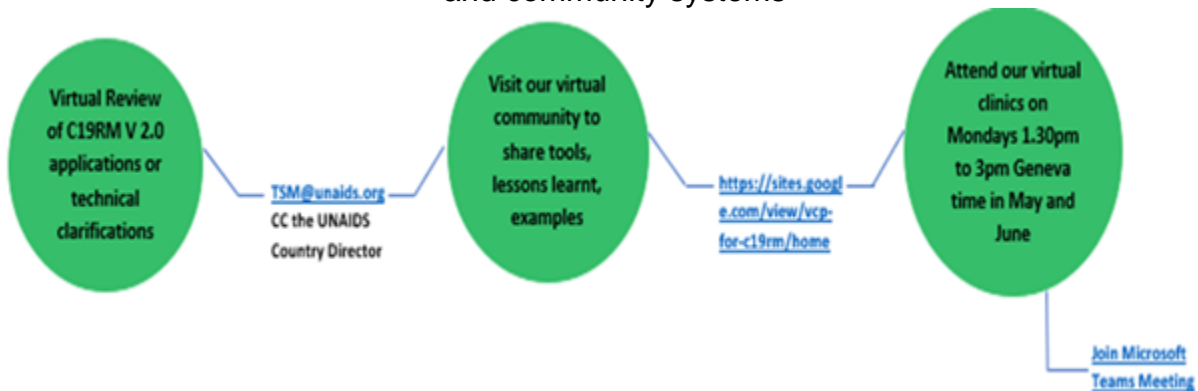 and community systems
Virtual Review
of C19RM V 2.0
applications or
technical
clarifications
TSM@unaids.org
CC the UNAIDS
Country Director
Visit our virtual
community to
share tools,
lessons learnt,
examples
https://sites.googl
e.com/view/vcp-
for-c19rm/home
Attend our virtual
clinics on
Mondays 1.30pm
to 3pm Geneva
time in May and
June
Join Microsoft
Teams Meeting